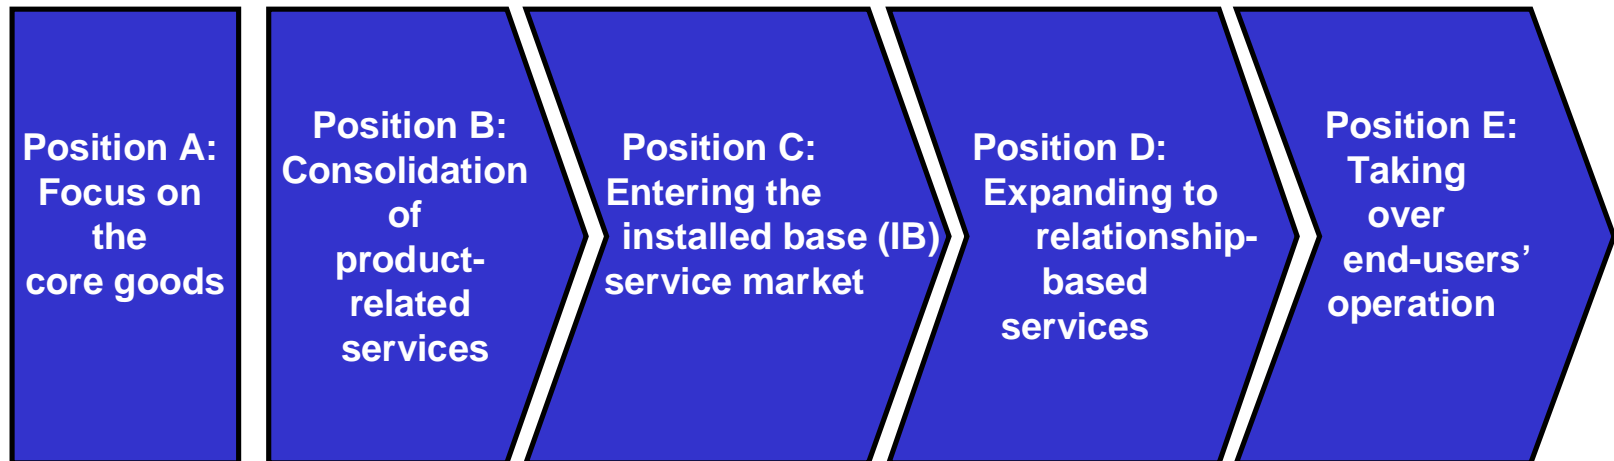 Position A:
Focus on
the
core goods
Position B:
Consolidation
of
product-
related
services
Position C:
Entering the
installed base (IB)
service market
Position D:
Expanding to
relationship-
based
services
Position E:
Taking
over
end-users’
operation